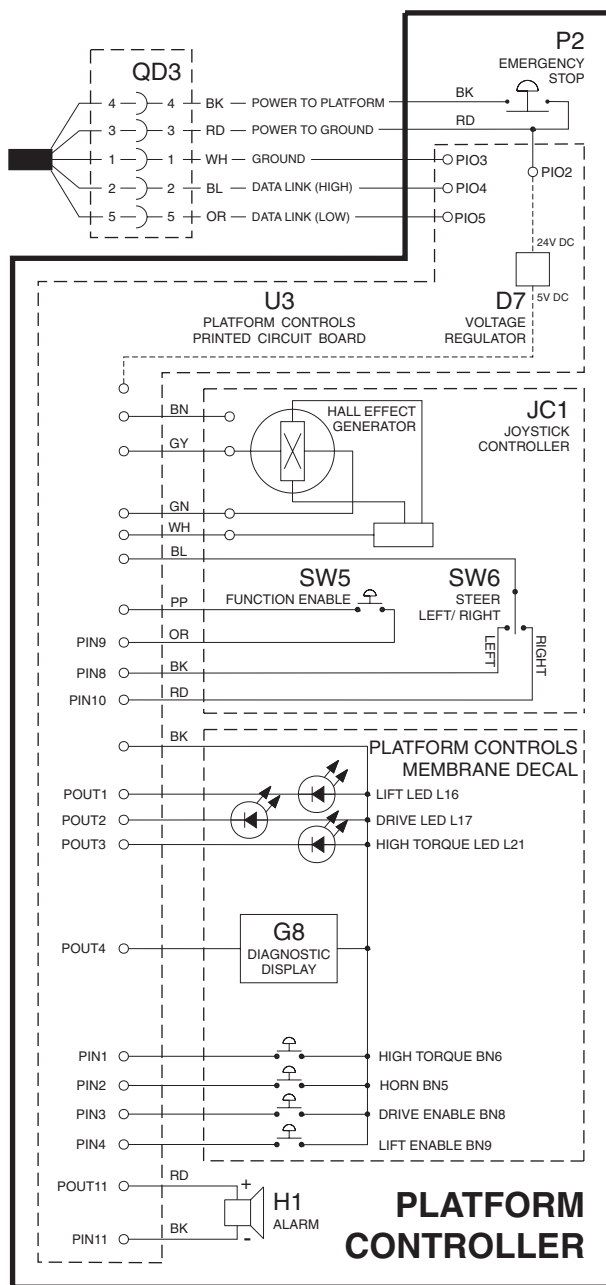 P2
EMERGENCY
STOP
QD3
4 4 BK POWER TO PLATFORM BK
3 3 RD POWER TO GROUND RD
1 1 WH GROUND PIO3
PIO2
2 2 BL DATA LINK (HIGH) PIO4
5 5 OR DATA LINK (LOW) PIO5
24V DC
5V DC
U3
PLATFORM CONTROLS
PRINTED CIRCUIT BOARD
D7
VOLTAGE
REGULATOR
BN
HALL EFFECT
GENERATOR
JC1
JOYSTICK
CONTROLLER
GY
GN
WH
BL
SW5
FUNCTION ENABLE
SW6
STEER
LEFT/ RIGHT
PP
PIN9 OR
LEFT
RIGHT
PIN8 BK
PIN10 RD
BK
PLATFORM CONTROLS
MEMBRANE DECAL
POUT1 LIFT LED L16
POUT2 DRIVE LED L17
POUT3 HIGH TORQUE LED L21
POUT4
G8
DIAGNOSTIC
DISPLAY
PIN1 HIGH TORQUE BN6
PIN2 HORN BN5
PIN3 DRIVE ENABLE BN8
PIN4 LIFT ENABLE BN9
POUT11 RD
+
H1
ALARM
-
PIN11 BK
PLATFORM
CONTROLLER